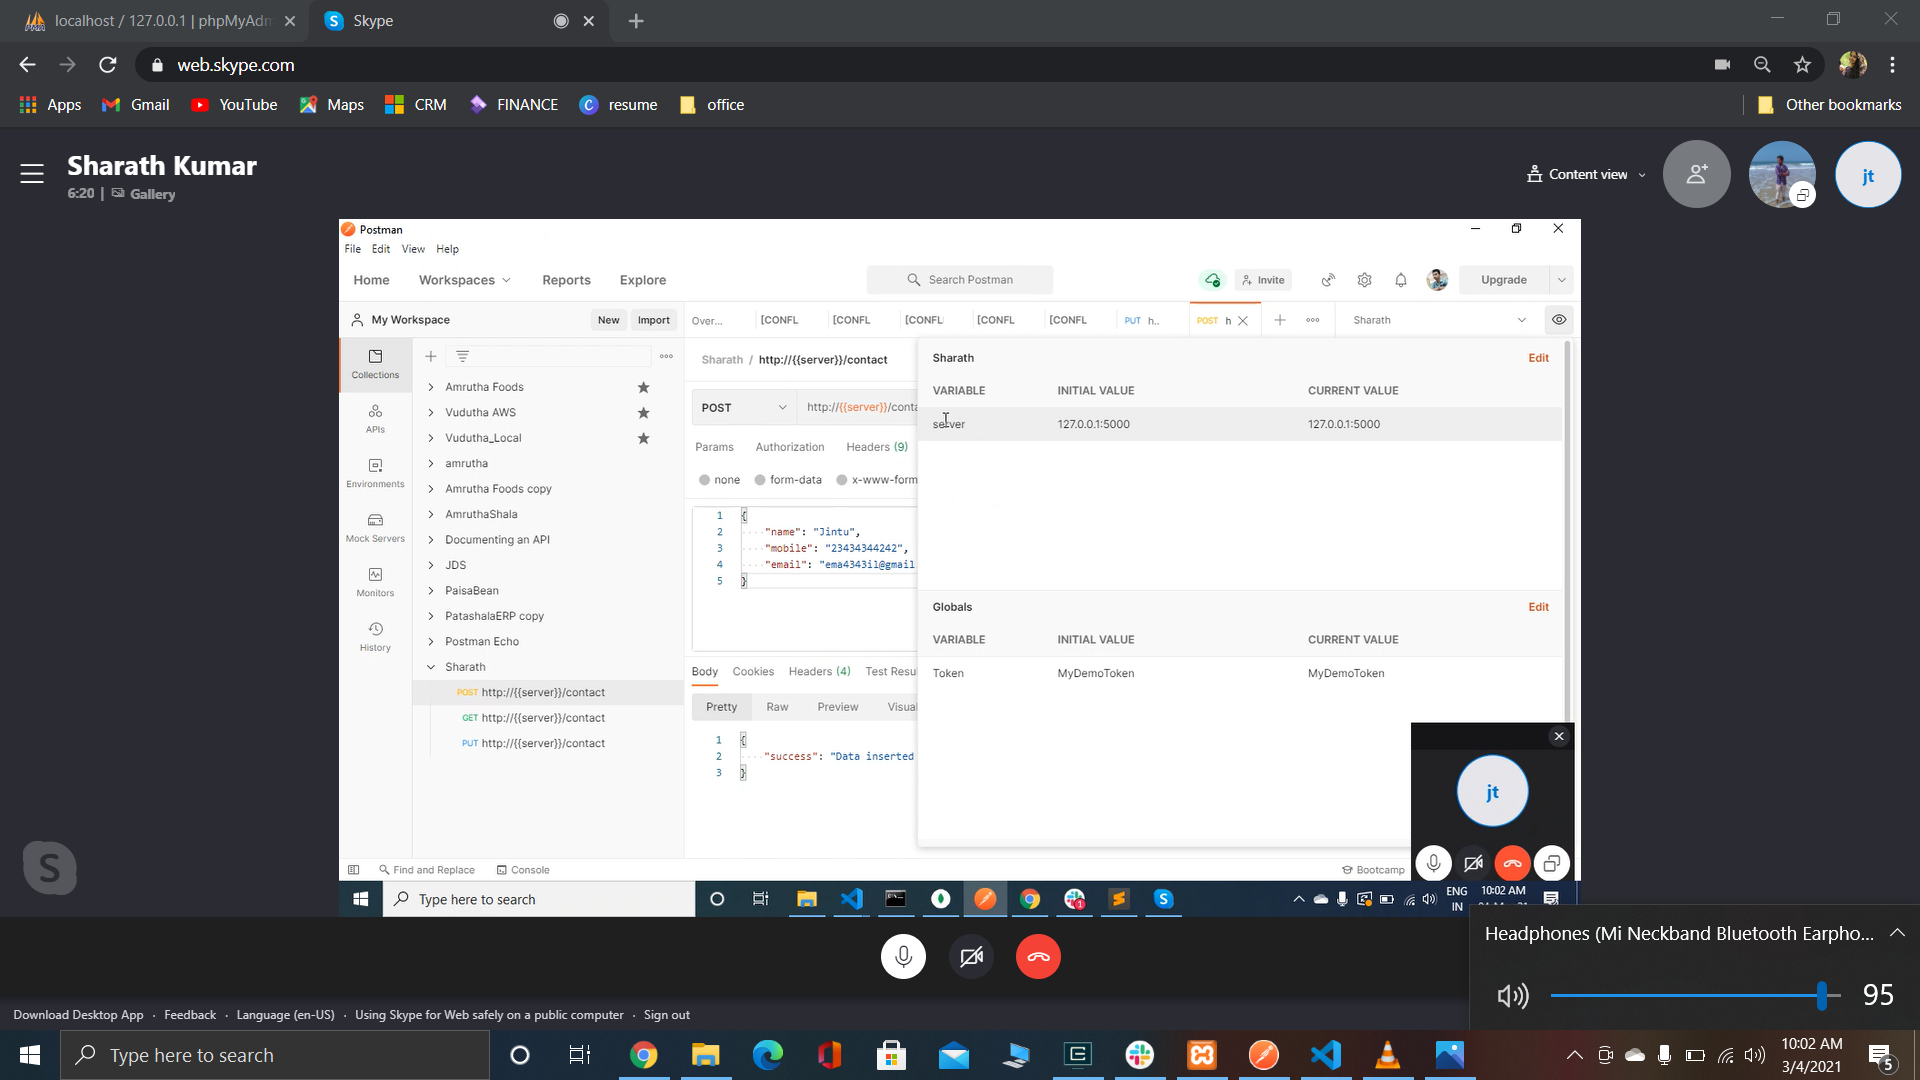 localhost / 127.0.0.1 | phpMyAdm
Skype
web.skype.com
Apps
Gmail
YouTube
Maps
CRM
FINANCE
resume
office
Other bookmarks
Sharath Kumar
6:20 | Gallery
Content view
jt
Postman
File Edit View Help
Home Workspaces Reports Explore
Search Postman
Invite
Upgrade
My Workspace
New Import
Over... [CONFL [CONFL [CONFL [CONFL [CONFL PUT h.. POST h
Sharath
Collections
APIs
Environments
Mock Servers
Monitors
History
Amrutha Foods
Vudutha AWS
Vudutha_Local
amrutha
Amrutha Foods copy
AmruthaShala
Documenting an API
JDS
PaisaBean
PatashalaERP copy
Postman Echo
Sharath
POST http://{{server}}/contact
GET http://{{server}}/contact
PUT http://{{server}}/contact
Sharath / http://{{server}}/contact
POST http://{{server}}/conta
Params Authorization Headers (9)
none form-data x-www-form
1 {
2 "name": "Jintu",
3 "mobile": "23434344242",
4 "email": "ema4343il@gmail
5 }
Body Cookies Headers (4) Test Resu
Pretty Raw Preview Visual
1 {
2 "success": "Data inserted
3 }
Sharath Edit
VARIABLE INITIAL VALUE CURRENT VALUE
server 127.0.0.1:5000 127.0.0.1:5000
Globals Edit
VARIABLE INITIAL VALUE CURRENT VALUE
Token MyDemoToken MyDemoToken
jt
Find and Replace Console
Bootcamp
Type here to search
ENG
IN
10:02 AM
Headphones (Mi Neckband Bluetooth Earpho...
95
Download Desktop App · Feedback · Language (en-US) · Using Skype for Web safely on a public computer · Sign out
Type here to search
10:02 AM
3/4/2021
5